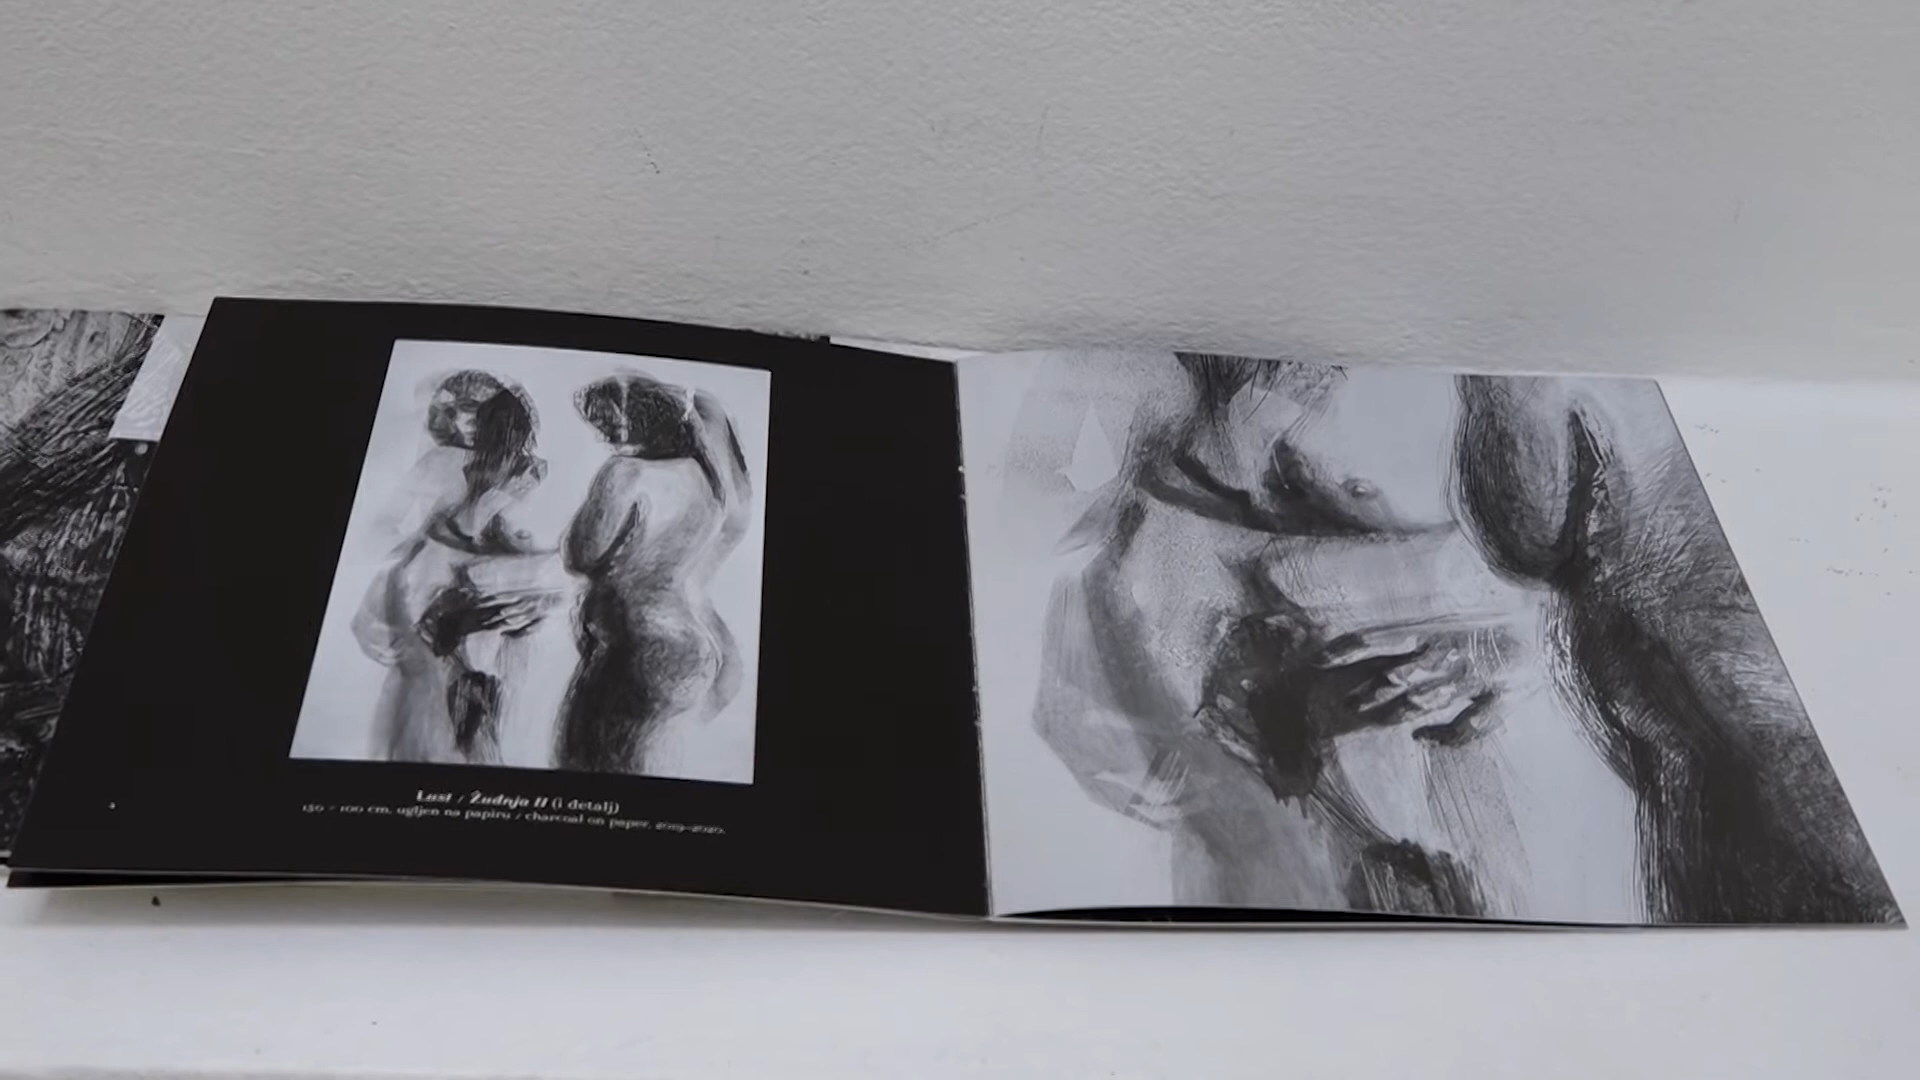 Lust / Žudnja II (i detalj)
150 × 100 cm, ugljen na papiru / charcoal on paper, 2019–2020.